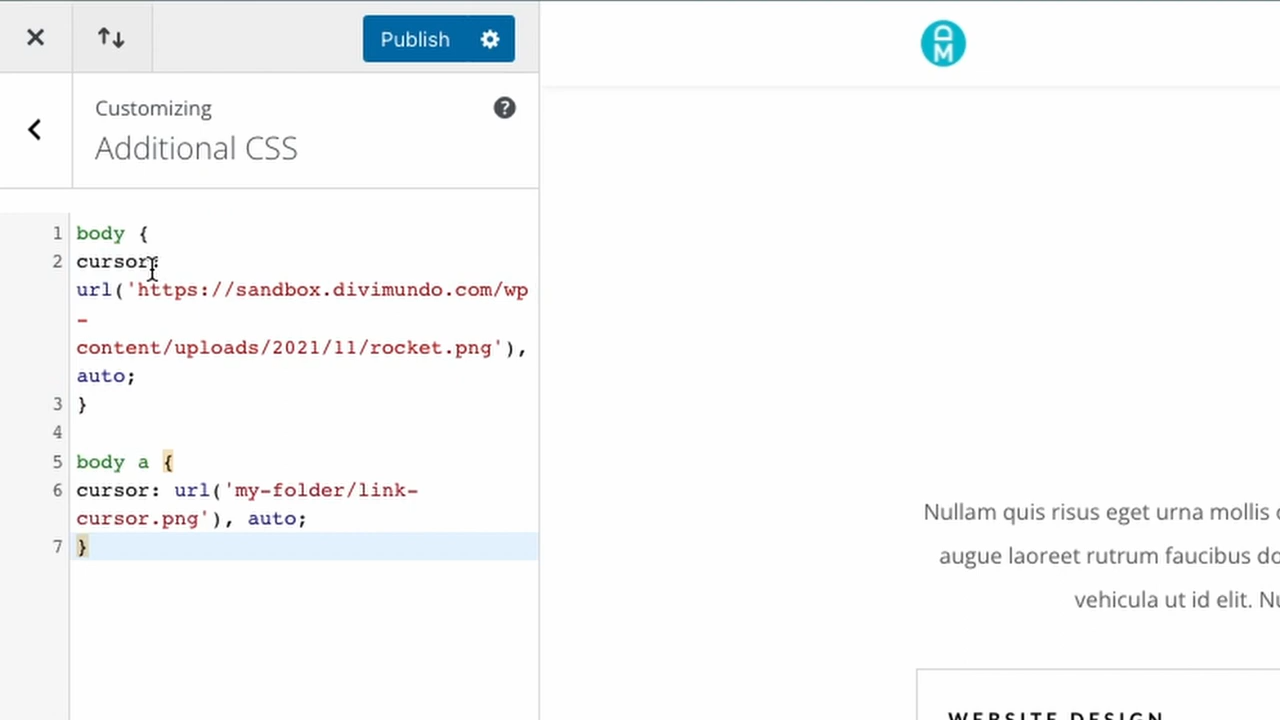 Publish
Customizing
Additional CSS
1 body {
2 cursor:
url('https://sandbox.divimundo.com/wp
-
content/uploads/2021/11/rocket.png'),
auto;
3 }
4
5 body a {
6 cursor: url('my-folder/link-
cursor.png'), auto;
7 }
DM
Nullam quis risus eget urna mollis
augue laoreet rutrum faucibus
vehicula ut id elit.
WEBSITE DESIGN